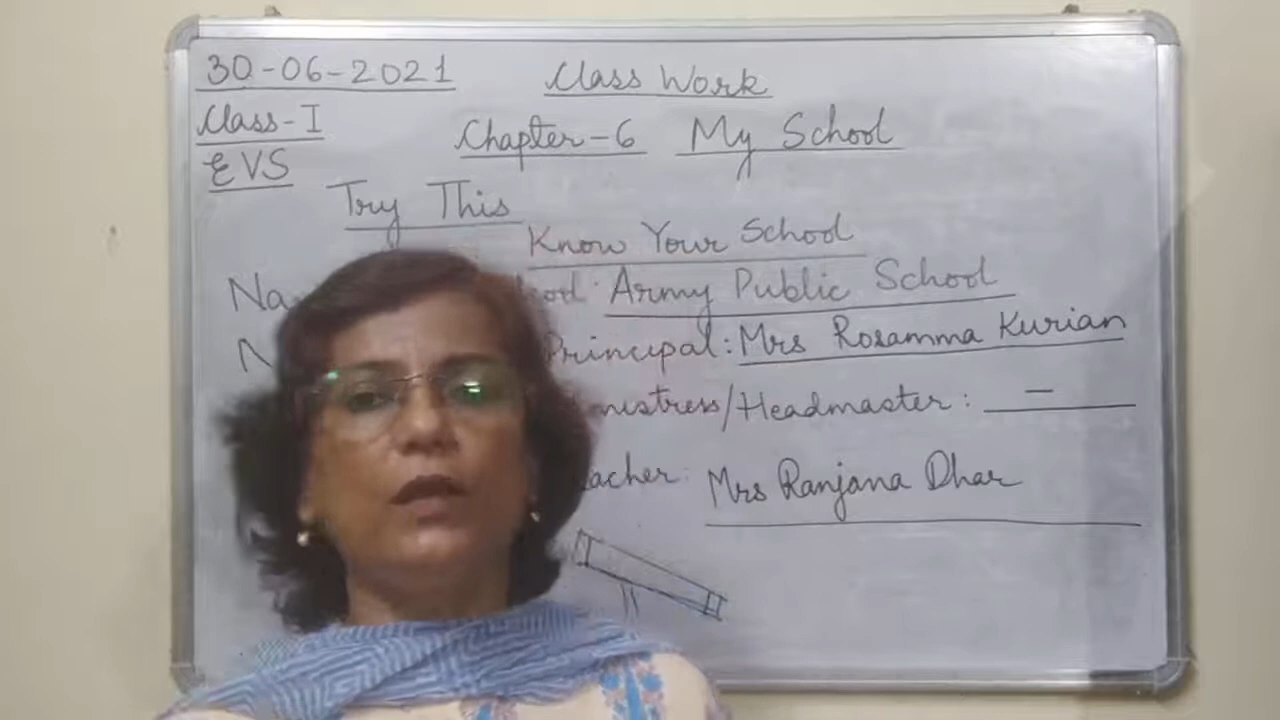 30-06-2021 Class Work
Class-I
Chapter-6 My School
EVS
Try This
Know Your School
Army Public School
Principal: Mrs Rosamma Kurian
/Headmaster: –
Mrs Ranjana Dhar